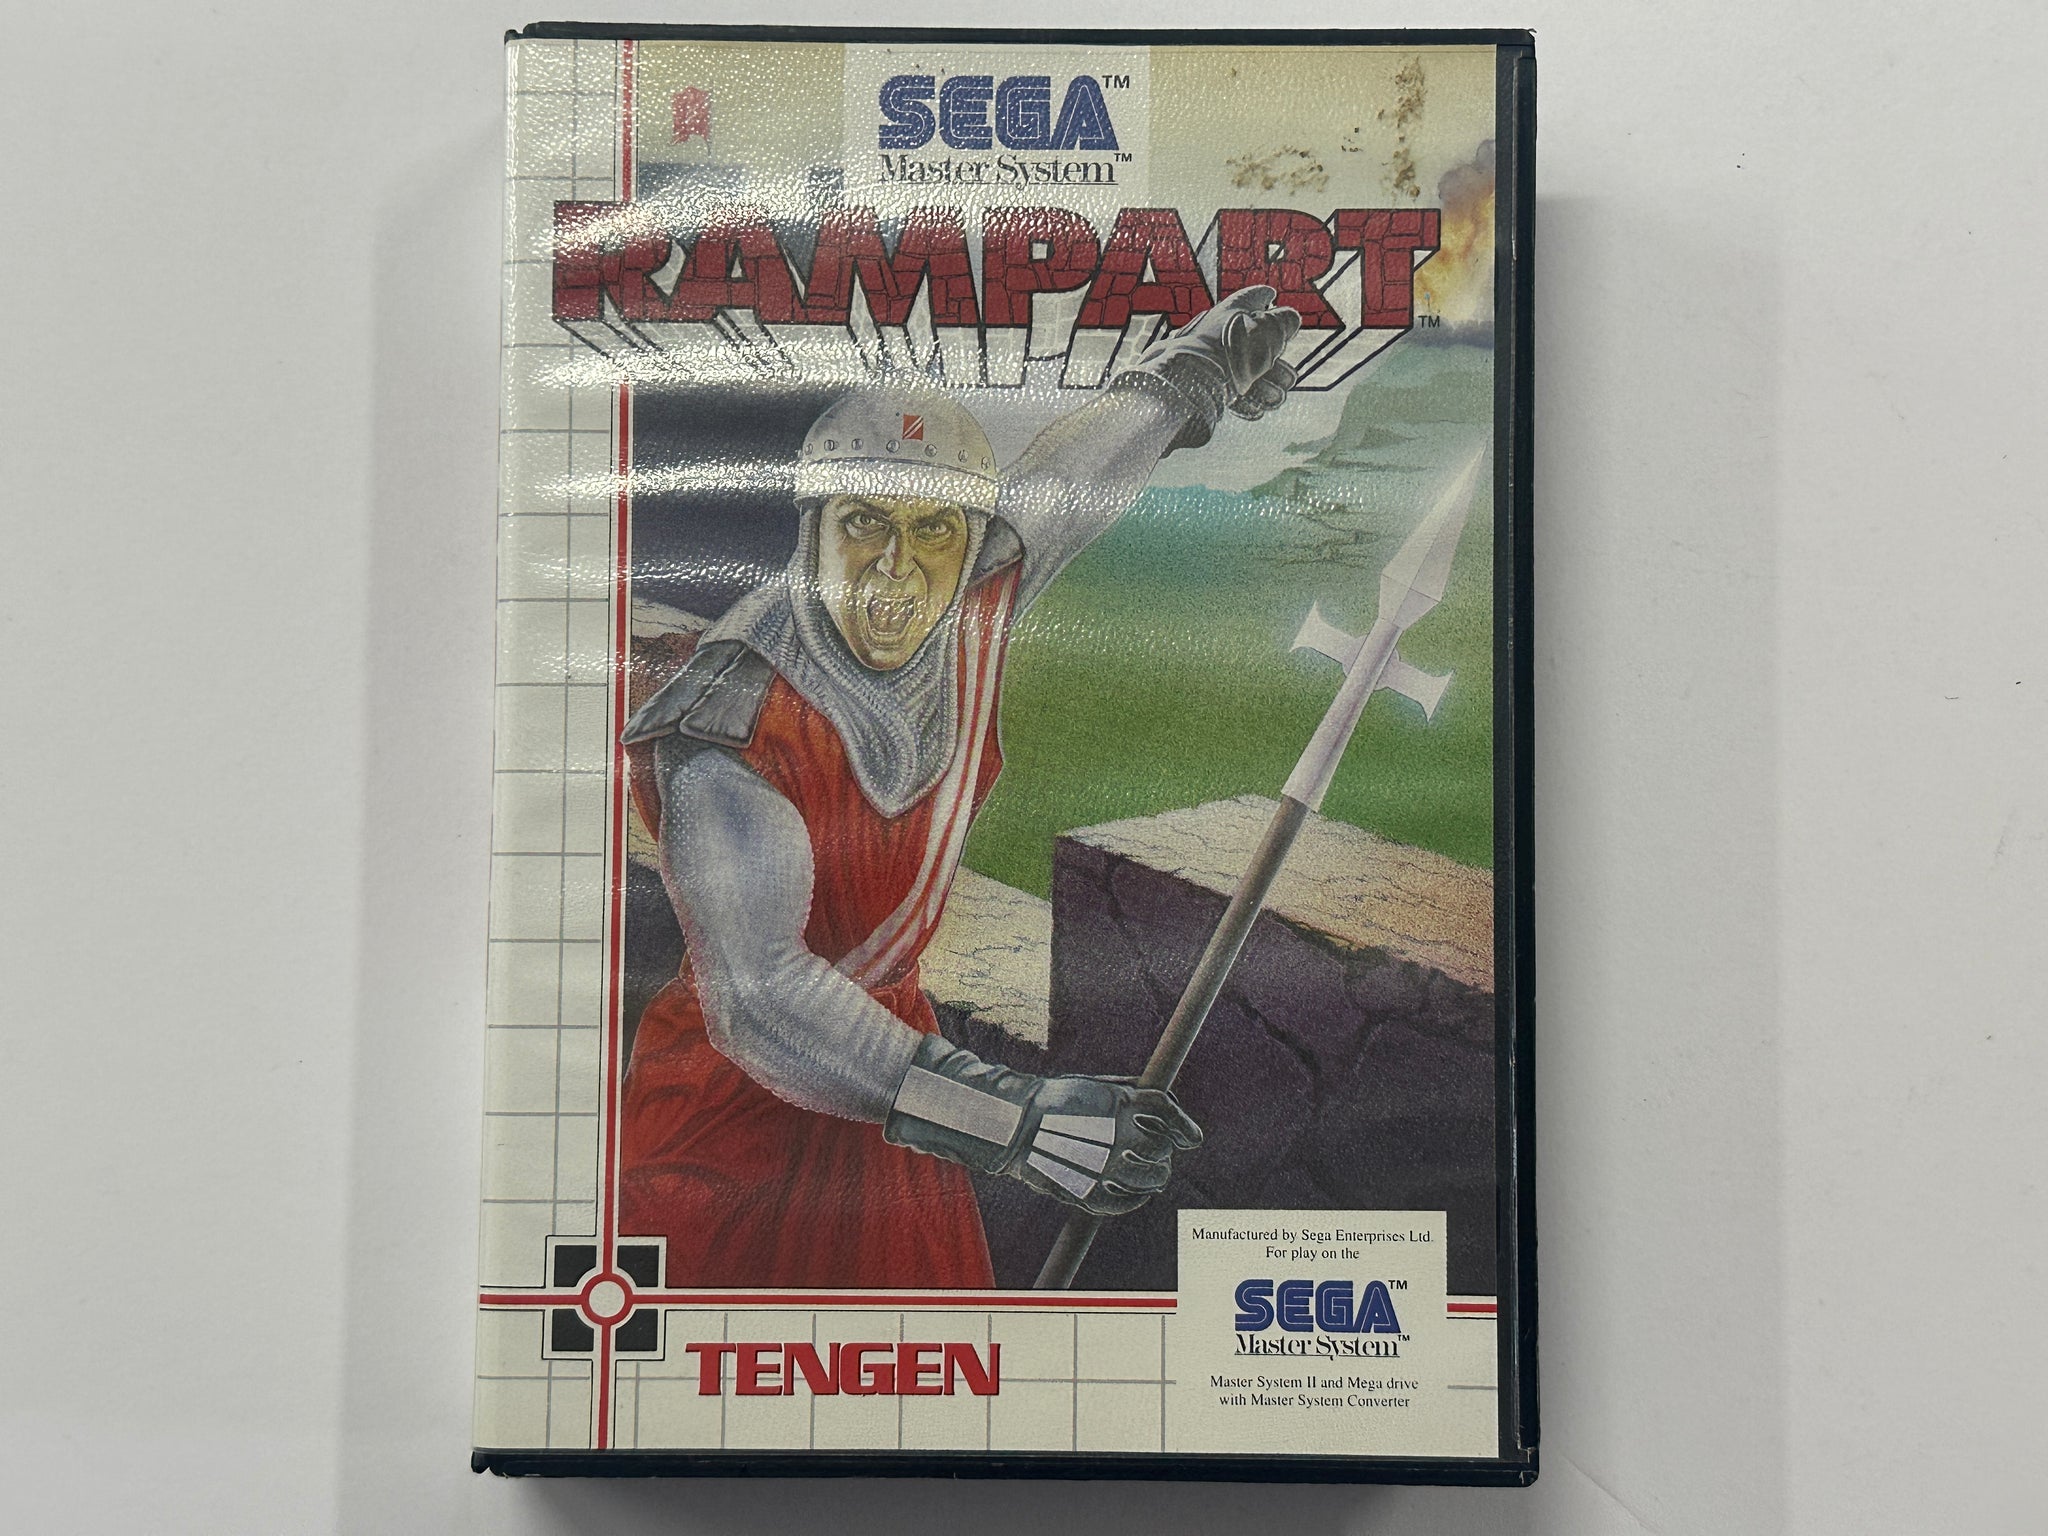 SEGA™
Master System™
RAMPART™
Manufactured by Sega Enterprises Ltd.
For play on the
SEGA™
Master System™
Master System II and Mega drive
with Master System Converter
TENGEN